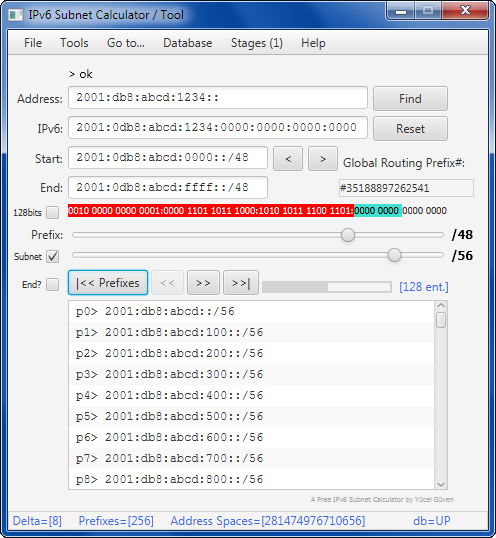 IPv6 Subnet Calculator / Tool
File Tools Go to... Database Stages (1) Help
> ok
Address: 2001:db8:abcd:1234:: Find
IPv6: 2001:0db8:abcd:1234:0000:0000:0000:0000 Reset
Start: 2001:0db8:abcd:0000::/48 < > Global Routing Prefix#:
End: 2001:0db8:abcd:ffff::/48 #35188897262541
128bits 0010 0000 0000 0001:0000 1101 1011 1000:1010 1011 1100 1101:0000 0000 0000 0000
Prefix: /48
Subnet /56
End? |<< Prefixes << >> >>| [128 ent.]
p0> 2001:db8:abcd::/56
p1> 2001:db8:abcd:100::/56
p2> 2001:db8:abcd:200::/56
p3> 2001:db8:abcd:300::/56
p4> 2001:db8:abcd:400::/56
p5> 2001:db8:abcd:500::/56
p6> 2001:db8:abcd:600::/56
p7> 2001:db8:abcd:700::/56
p8> 2001:db8:abcd:800::/56
A Free IPv6 Subnet Calculator by Yücel Güven
Delta=[8] Prefixes=[256] Address Spaces=[281474976710656] db=UP